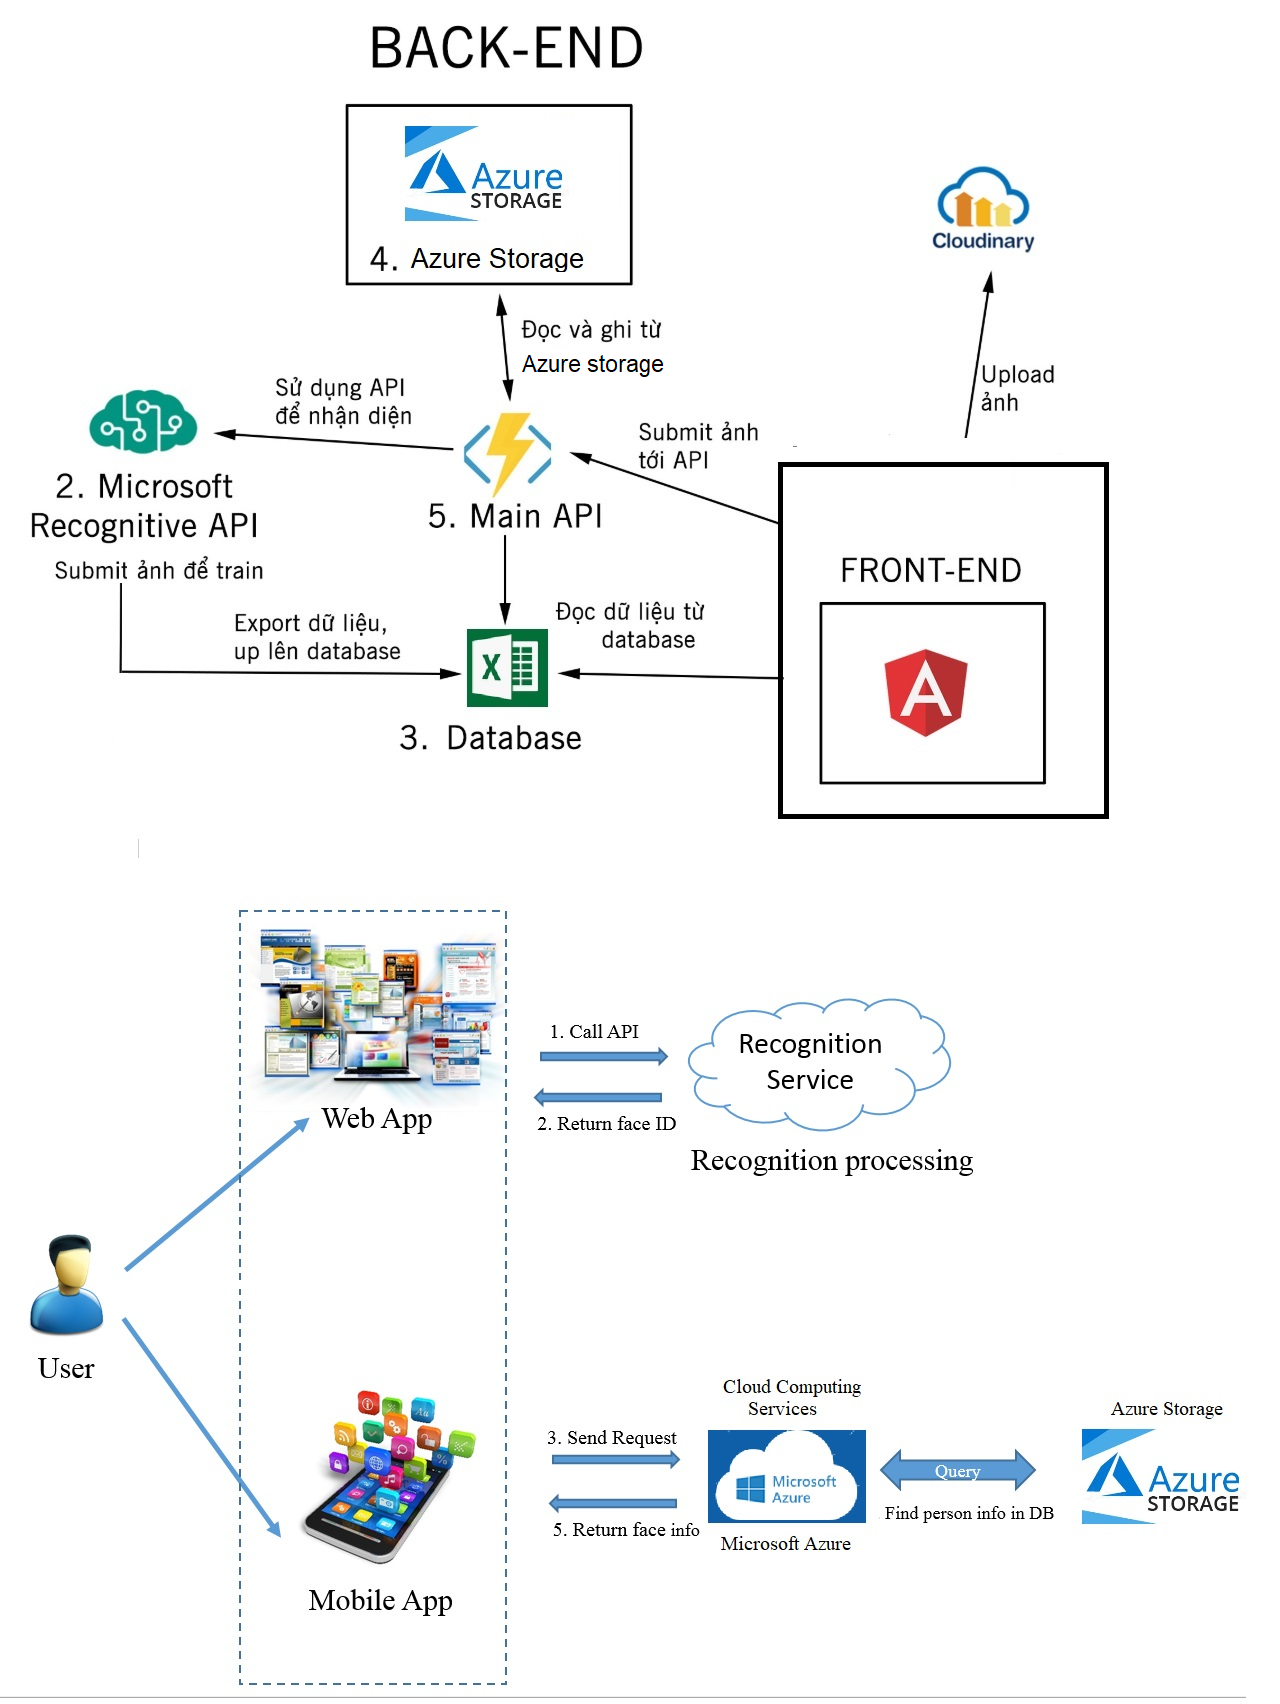 BACK-END
Azure
STORAGE
4. Azure Storage
Cloudinary
Đọc và ghi từ
Azure storage
Upload
ảnh
Sử dụng API
để nhận diện
Submit ảnh
tới API
2. Microsoft
Recognitive API
5. Main API
Submit ảnh để train
FRONT-END
Export dữ liệu,
up lên database
Đọc dữ liệu từ
database
X
A
3. Database
1. Call API
Recognition
Service
2. Return face ID
Web App
Recognition processing
User
Cloud Computing
Services
Azure Storage
3. Send Request
Microsoft
Azure
Query
Azure
STORAGE
5. Return face info
Find person info in DB
Microsoft Azure
Mobile App